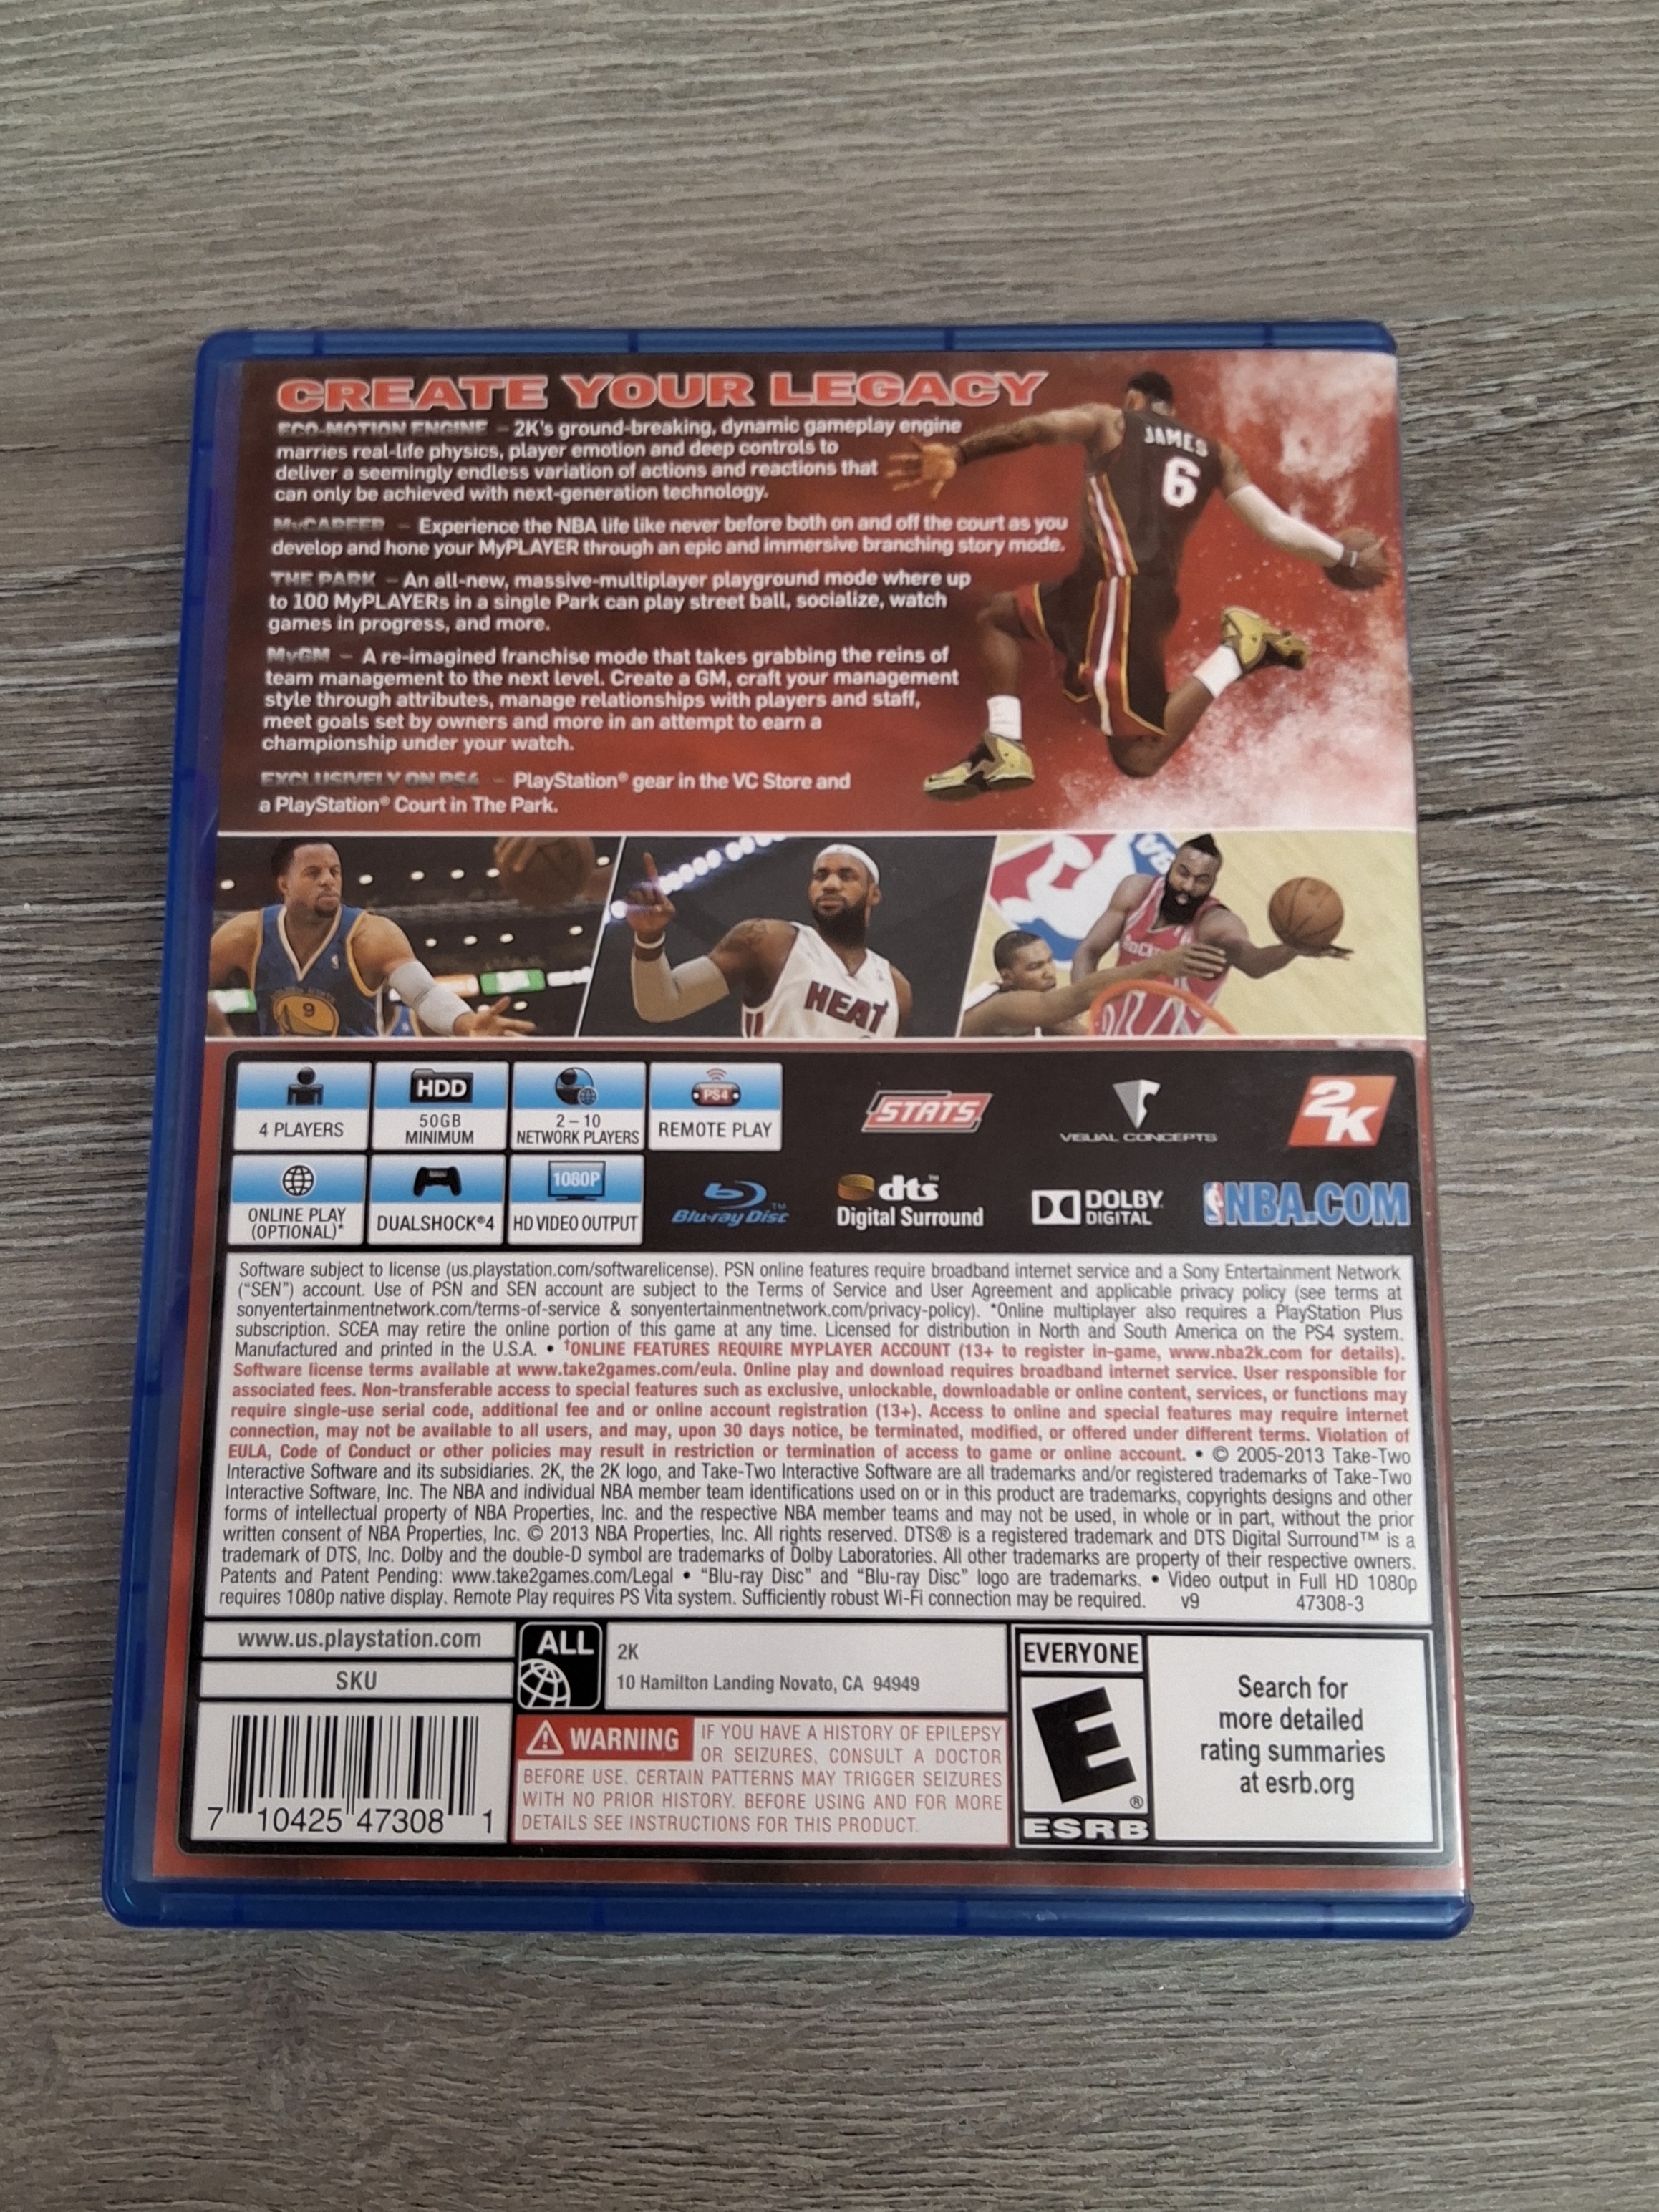 CREATE YOUR LEGACY
ECO-MOTION ENGINE – 2K's ground-breaking, dynamic gameplay engine
marries real-life physics, player emotion and deep controls to
deliver a seemingly endless variation of actions and reactions that
can only be achieved with next-generation technology.
MyCAREER – Experience the NBA life like never before both on and off the court as you
develop and hone your MyPLAYER through an epic and immersive branching story mode.
THE PARK – An all-new, massive-multiplayer playground mode where up
to 100 MyPLAYERs in a single Park can play street ball, socialize, watch
games in progress, and more.
MyGM – A re-imagined franchise mode that takes grabbing the reins of
team management to the next level. Create a GM, craft your management
style through attributes, manage relationships with players and staff,
meet goals set by owners and more in an attempt to earn a
championship under your watch.
EXCLUSIVELY ON PS4 – PlayStation® gear in the VC Store and
a PlayStation® Court in The Park.
JAMES
6
9
HEAT
ROCKETS
4 PLAYERS
HDD
50GB
MINIMUM
2 – 10
NETWORK PLAYERS
PS4
REMOTE PLAY
STATS
VISUAL CONCEPTS
2K
ONLINE PLAY
(OPTIONAL)*
DUALSHOCK®4
1080P
HD VIDEO OUTPUT
Blu-ray Disc™
dts™
Digital Surround
DOLBY
DIGITAL
NBA.COM
Software subject to license (us.playstation.com/softwarelicense). PSN online features require broadband internet service and a Sony Entertainment Network
(“SEN”) account. Use of PSN and SEN account are subject to the Terms of Service and User Agreement and applicable privacy policy (see terms at
sonyentertainmentnetwork.com/terms-of-service & sonyentertainmentnetwork.com/privacy-policy). *Online multiplayer also requires a PlayStation Plus
subscription. SCEA may retire the online portion of this game at any time. Licensed for distribution in North and South America on the PS4 system.
Manufactured and printed in the U.S.A. • †ONLINE FEATURES REQUIRE MYPLAYER ACCOUNT (13+ to register in-game, www.nba2k.com for details).
Software license terms available at www.take2games.com/eula. Online play and download requires broadband internet service. User responsible for
associated fees. Non-transferable access to special features such as exclusive, unlockable, downloadable or online content, services, or functions may
require single-use serial code, additional fee and or online account registration (13+). Access to online and special features may require internet
connection, may not be available to all users, and may, upon 30 days notice, be terminated, modified, or offered under different terms. Violation of
EULA, Code of Conduct or other policies may result in restriction or termination of access to game or online account. • © 2005-2013 Take-Two
Interactive Software and its subsidiaries. 2K, the 2K logo, and Take-Two Interactive Software are all trademarks and/or registered trademarks of Take-Two
Interactive Software, Inc. The NBA and individual NBA member team identifications used on or in this product are trademarks, copyrights designs and other
forms of intellectual property of NBA Properties, Inc. and the respective NBA member teams and may not be used, in whole or in part, without the prior
written consent of NBA Properties, Inc. © 2013 NBA Properties, Inc. All rights reserved. DTS® is a registered trademark and DTS Digital Surround™ is a
trademark of DTS, Inc. Dolby and the double-D symbol are trademarks of Dolby Laboratories. All other trademarks are property of their respective owners.
Patents and Patent Pending: www.take2games.com/Legal • “Blu-ray Disc” and “Blu-ray Disc” logo are trademarks. • Video output in Full HD 1080p
requires 1080p native display. Remote Play requires PS Vita system. Sufficiently robust Wi-Fi connection may be required. v9 47308-3
www.us.playstation.com
SKU
7 10425 47308 1
ALL
2K
10 Hamilton Landing Novato, CA 94949
WARNING IF YOU HAVE A HISTORY OF EPILEPSY
OR SEIZURES, CONSULT A DOCTOR
BEFORE USE. CERTAIN PATTERNS MAY TRIGGER SEIZURES
WITH NO PRIOR HISTORY. BEFORE USING AND FOR MORE
DETAILS SEE INSTRUCTIONS FOR THIS PRODUCT.
EVERYONE
E®
ESRB
Search for
more detailed
rating summaries
at esrb.org